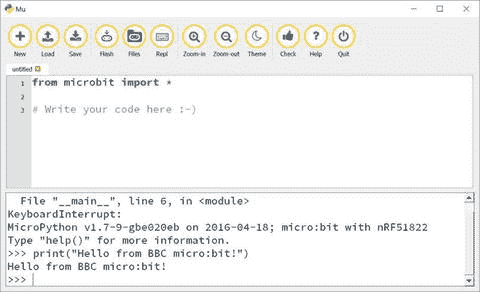 Mu
New Load Save Flash Files Repl Zoom-in Zoom-out Theme Check Help Quit
untitled
1 from microbit import *
2
3 # Write your code here :-)
File "__main__", line 6, in <module>
KeyboardInterrupt:
MicroPython v1.7-9-gbe020eb on 2016-04-18; micro:bit with nRF51822
Type "help()" for more information.
>>> print("Hello from BBC micro:bit!")
Hello from BBC micro:bit!
>>>